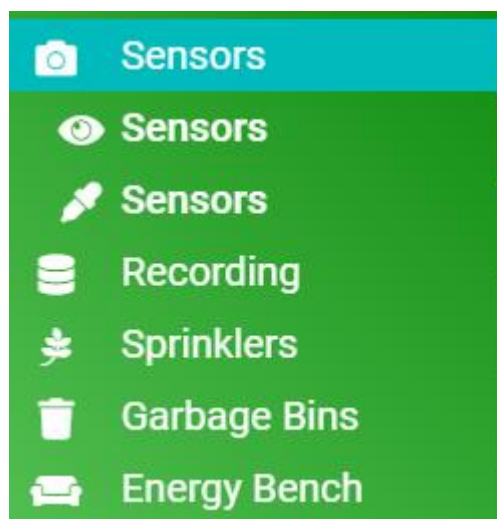 Sensors
Sensors
Sensors
Recording
Sprinklers
Garbage Bins
Energy Bench